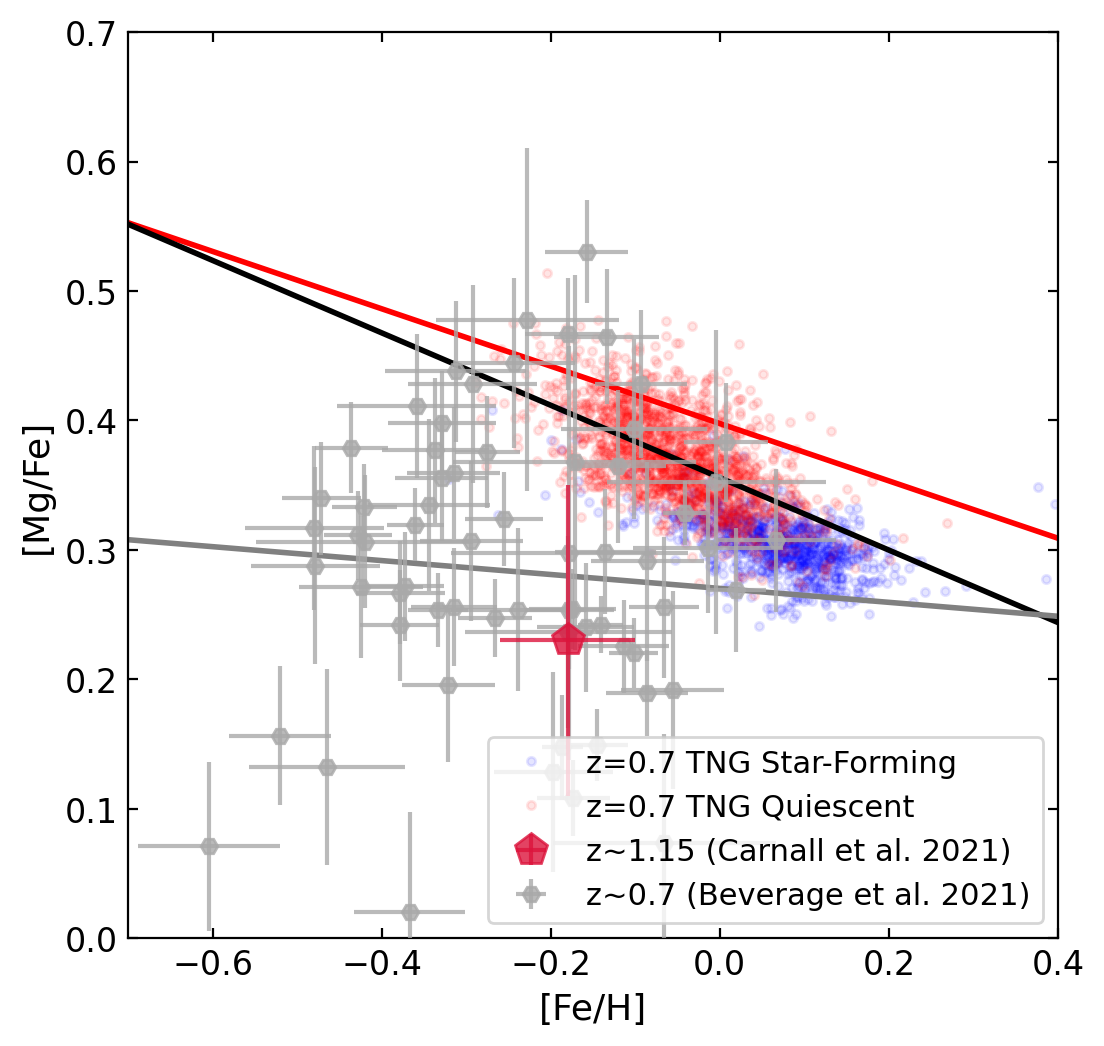 0.7
0.6
0.5
0.4
0.3
0.2
0.1
0.0
[Mg/Fe]
z=0.7 TNG Star-Forming
z=0.7 TNG Quiescent
z~1.15 (Carnall et al. 2021)
z~0.7 (Beverage et al. 2021)
−0.6 −0.4 −0.2 0.0 0.2 0.4
[Fe/H]